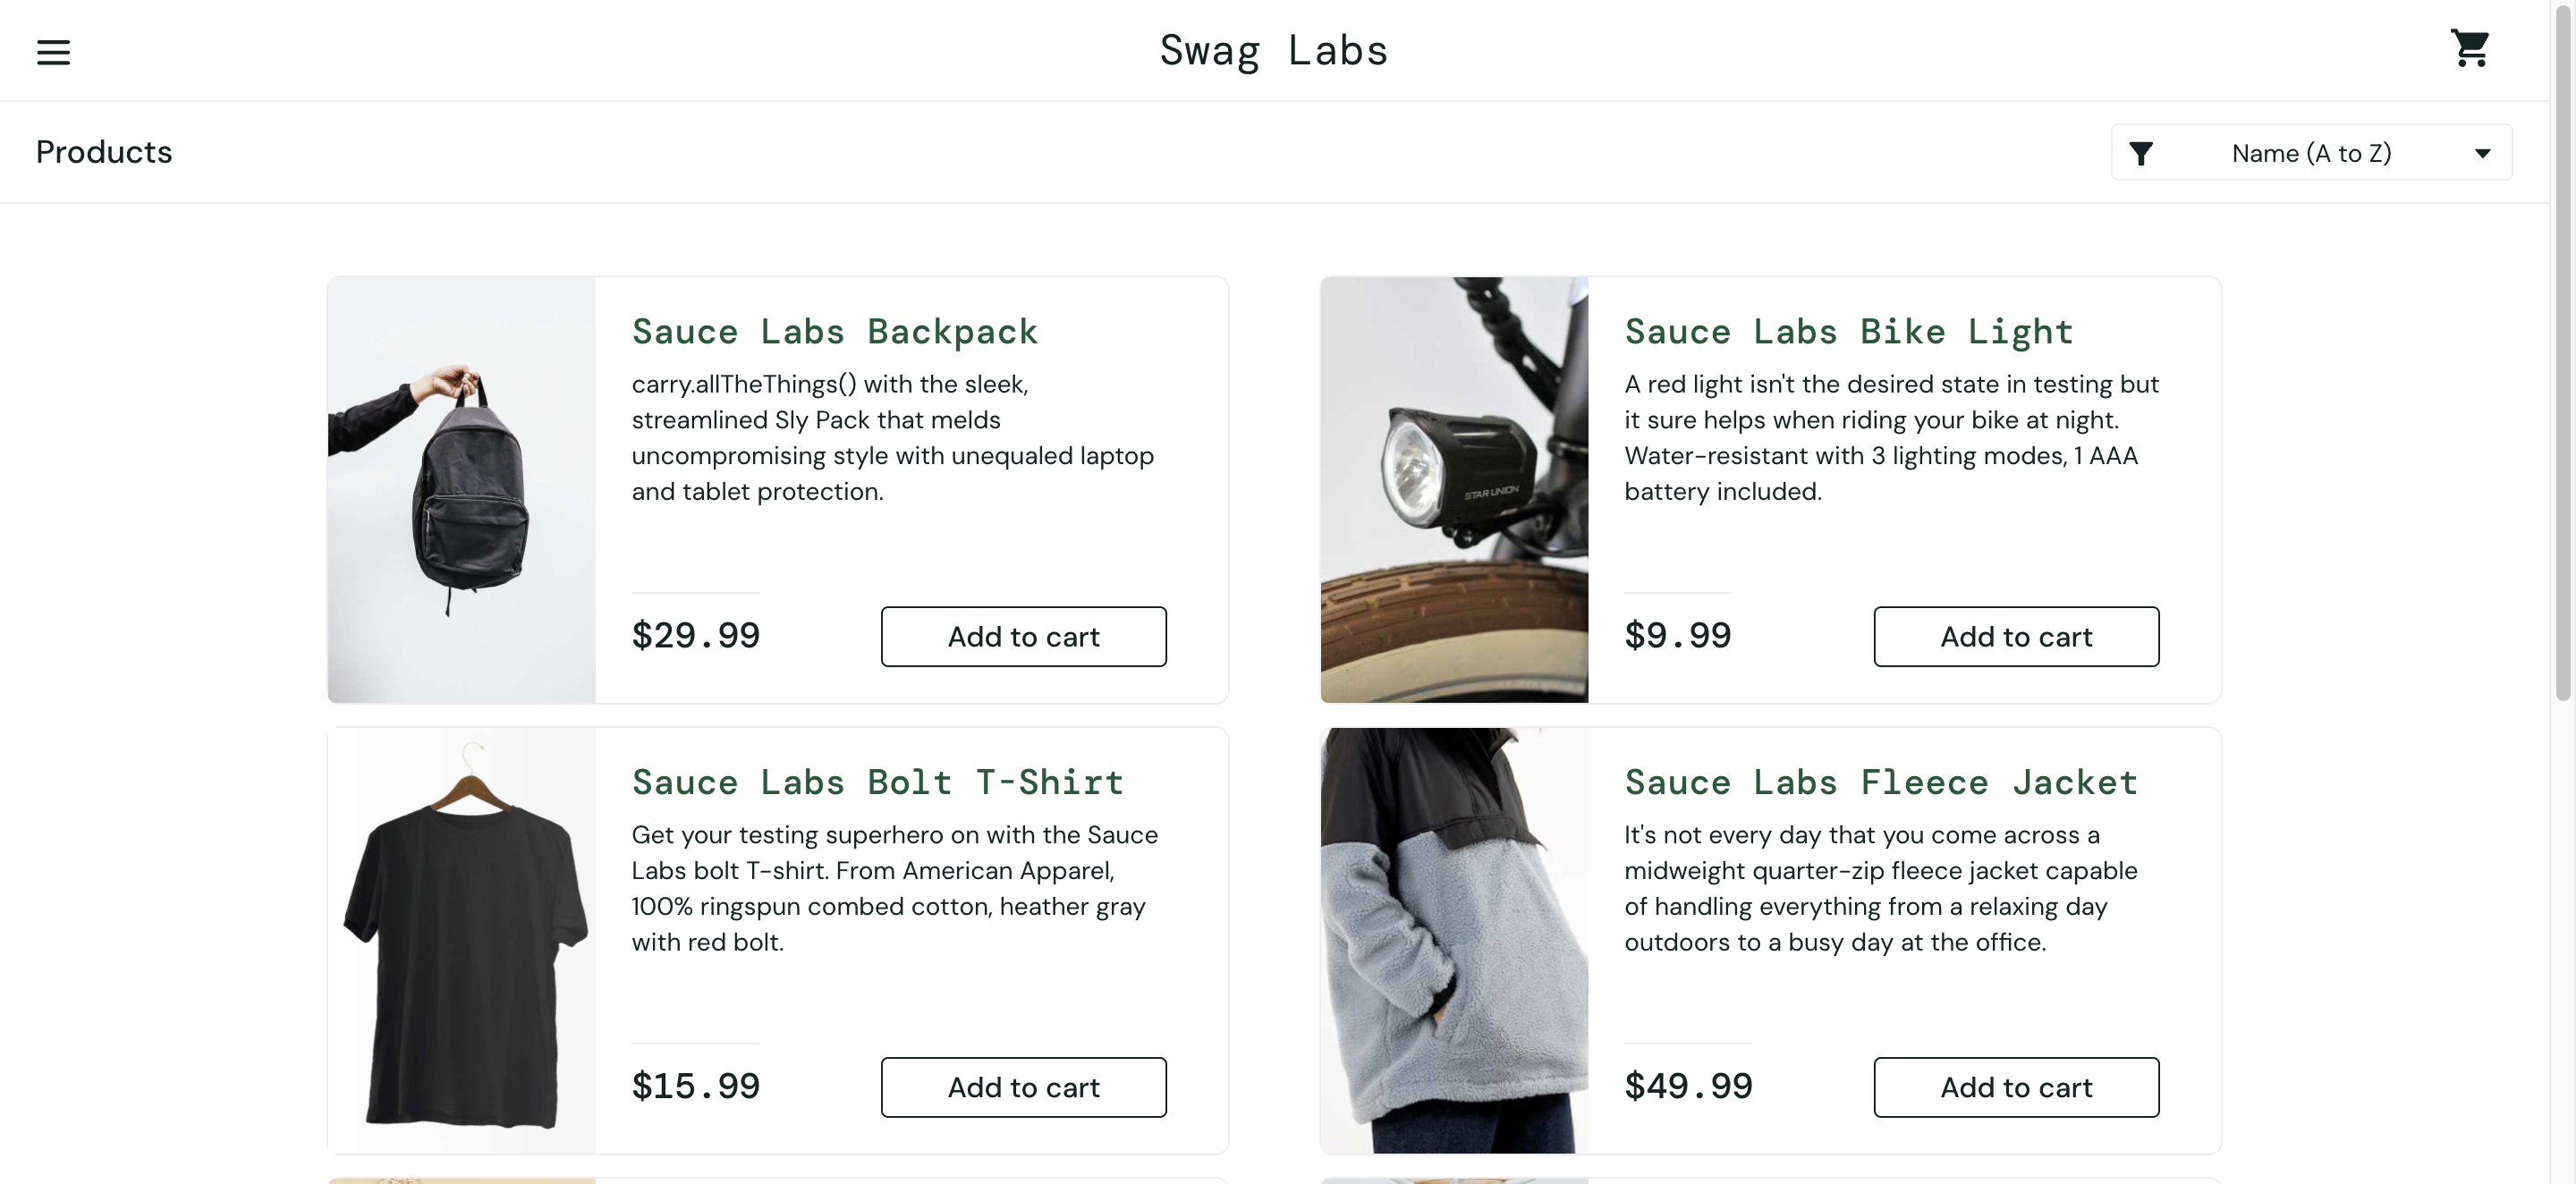 Swag Labs
Products
Name (A to Z)
Sauce Labs Backpack
carry.allTheThings() with the sleek,
streamlined Sly Pack that melds
uncompromising style with unequaled laptop
and tablet protection.
$29.99
Add to cart
Sauce Labs Bike Light
A red light isn't the desired state in testing but
it sure helps when riding your bike at night.
Water-resistant with 3 lighting modes, 1 AAA
battery included.
STAR UNION
$9.99
Add to cart
Sauce Labs Bolt T-Shirt
Get your testing superhero on with the Sauce
Labs bolt T-shirt. From American Apparel,
100% ringspun combed cotton, heather gray
with red bolt.
$15.99
Add to cart
Sauce Labs Fleece Jacket
It's not every day that you come across a
midweight quarter-zip fleece jacket capable
of handling everything from a relaxing day
outdoors to a busy day at the office.
$49.99
Add to cart